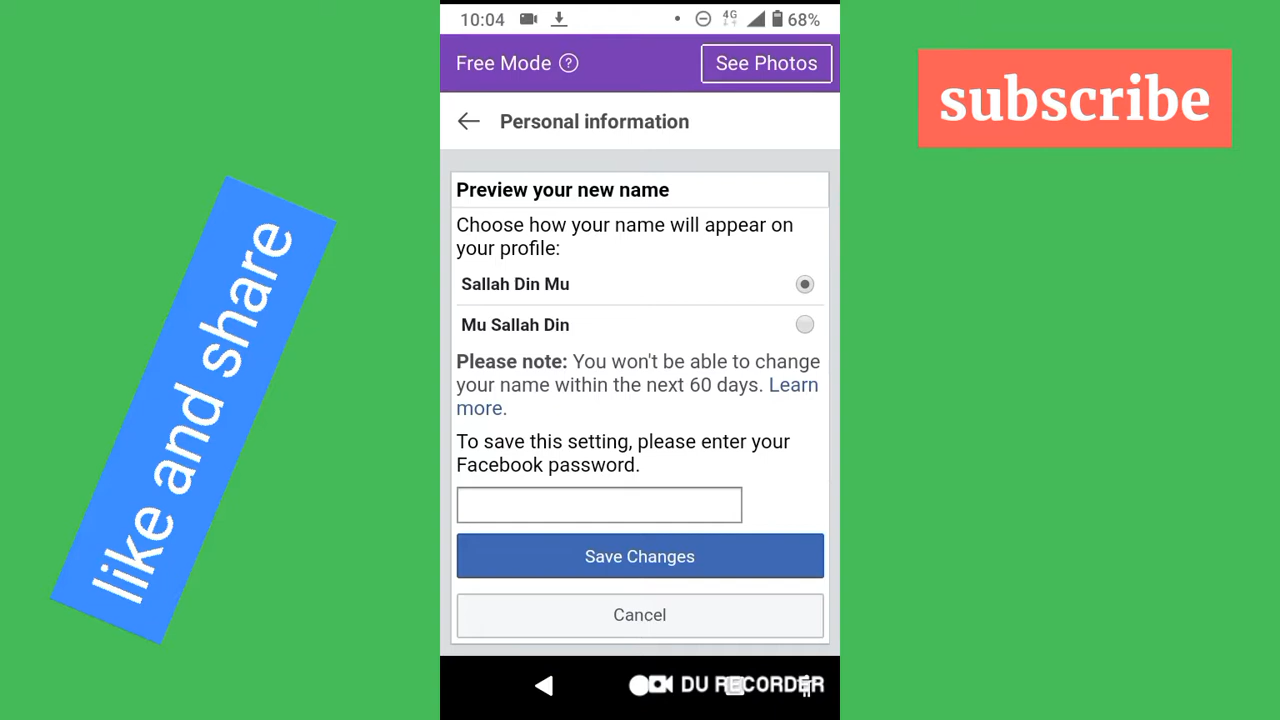 10:04
4G
68%
Free Mode ?
See Photos
subscribe
Personal information
Preview your new name
Choose how your name will appear on
your profile:
Sallah Din Mu
Mu Sallah Din
Please note: You won't be able to change
your name within the next 60 days. Learn
more.
To save this setting, please enter your
Facebook password.
Save Changes
Cancel
like and share
DU RECORDER